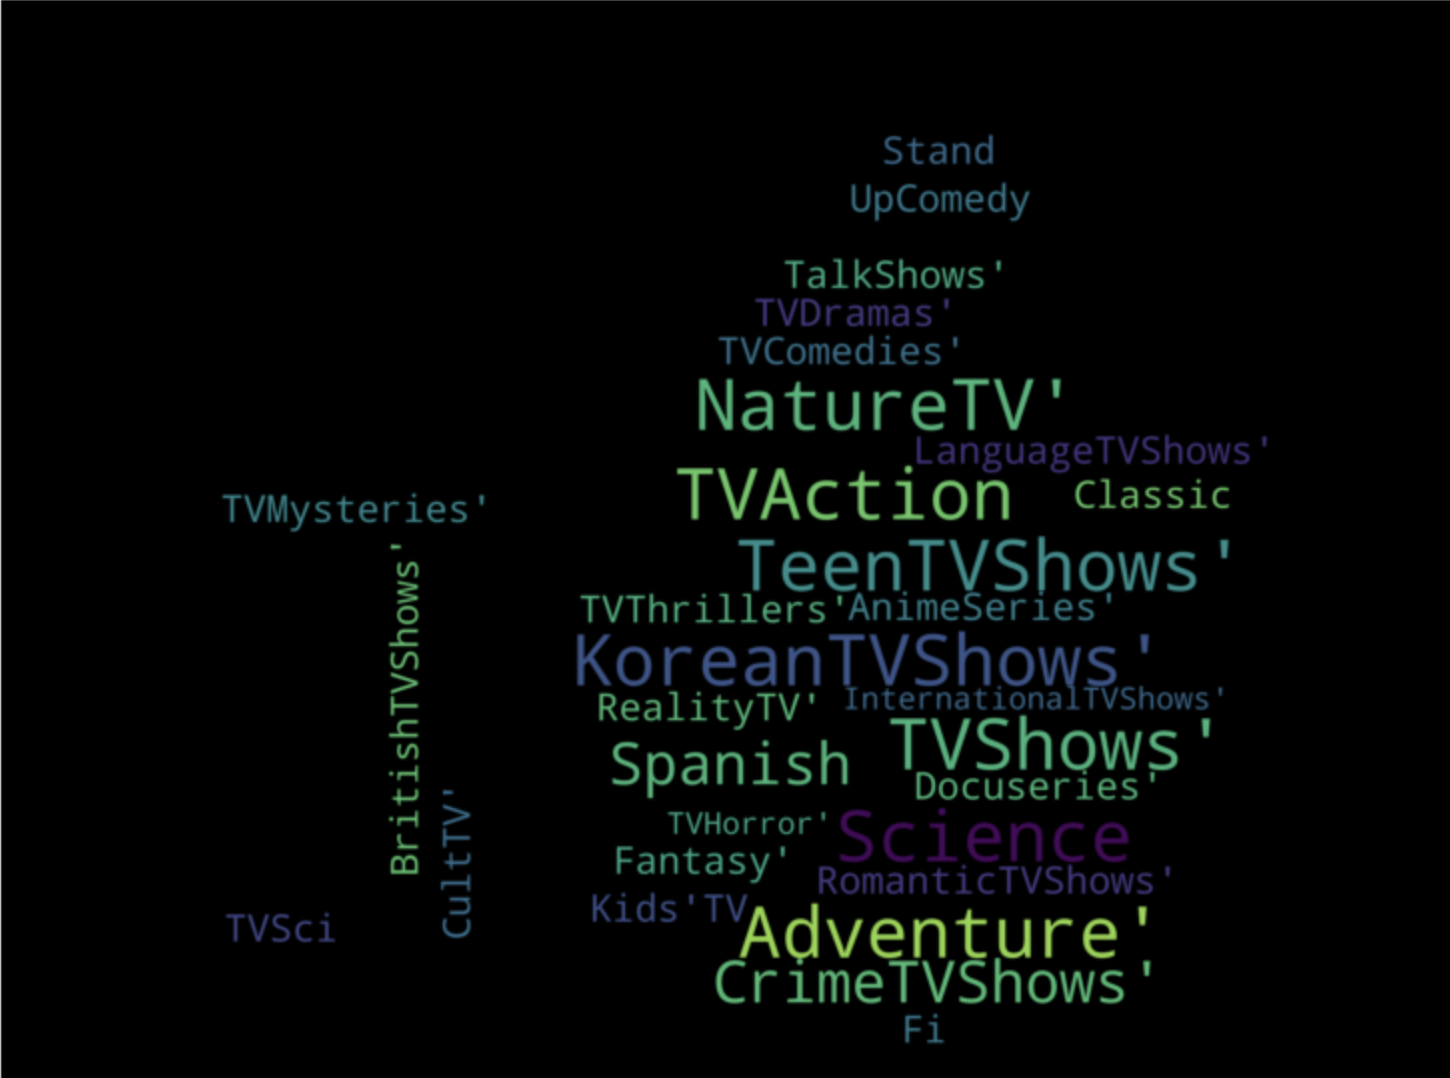 Stand
UpComedy
TalkShows'
TVDramas'
TVComedies'
NatureTV'
LanguageTVShows'
TVAction
Classic
TVMysteries'
TeenTVShows'
BritishTVShows'
TVThrillers'
AnimeSeries'
KoreanTVShows'
InternationalTVShows'
RealityTV'
TVShows'
Spanish
Docuseries'
CultTV'
TVHorror'
Science
Fantasy'
RomanticTVShows'
Kids'TV
TVSci
Adventure'
CrimeTVShows'
Fi